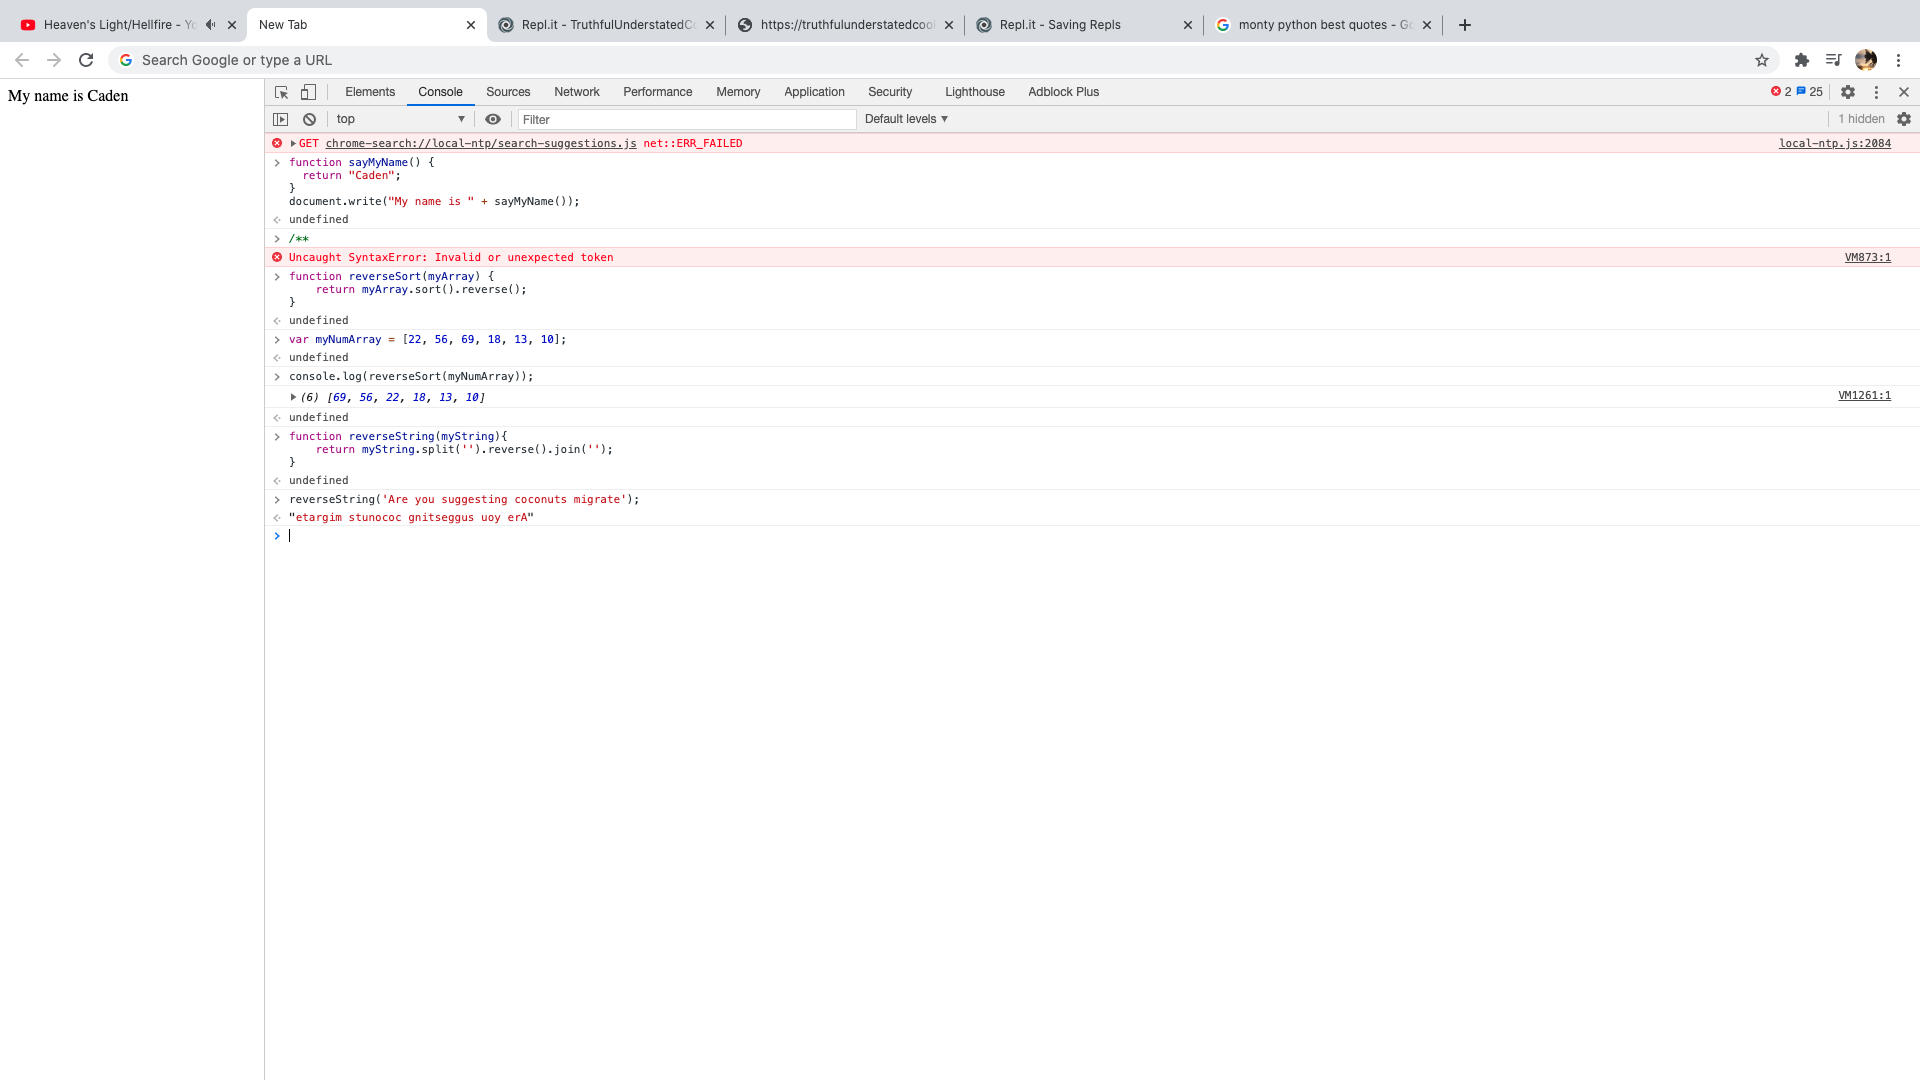 Heaven's Light/Hellfire - Yo
New Tab
Repl.it - TruthfulUnderstatedCo
https://truthfulunderstatedcool
Repl.it - Saving Repls
monty python best quotes - Go
Search Google or type a URL
My name is Caden
Elements Console Sources Network Performance Memory Application Security Lighthouse Adblock Plus 2 25
top Filter Default levels 1 hidden
GET chrome-search://local-ntp/search-suggestions.js net::ERR_FAILED local-ntp.js:2084
function sayMyName() {
return "Caden";
}
document.write("My name is " + sayMyName());
undefined
/**
Uncaught SyntaxError: Invalid or unexpected token VM873:1
function reverseSort(myArray) {
return myArray.sort().reverse();
}
undefined
var myNumArray = [22, 56, 69, 18, 13, 10];
undefined
console.log(reverseSort(myNumArray));
(6) [69, 56, 22, 18, 13, 10] VM1261:1
undefined
function reverseString(myString){
return myString.split('').reverse().join('');
}
undefined
reverseString('Are you suggesting coconuts migrate');
"etargim stunococ gnitseggus uoy erA"